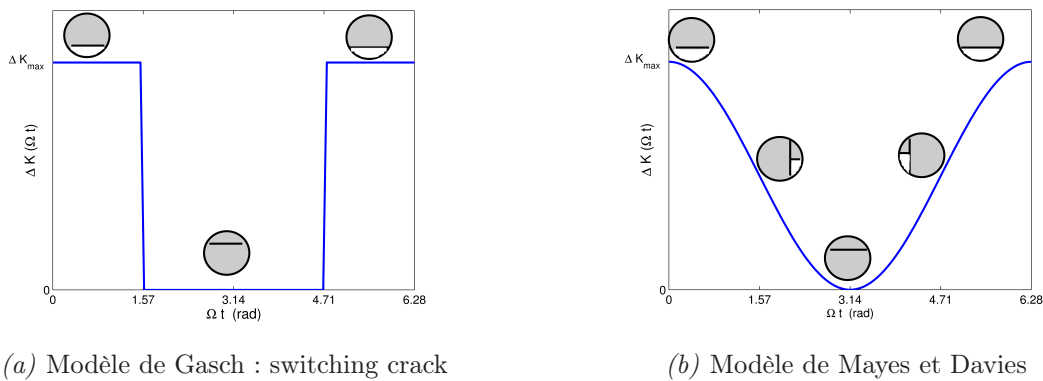 Δ K_max
Δ K (Ω t)
0
0 1.57 3.14 4.71 6.28
Ω t (rad)
(a) Modèle de Gasch : switching crack
Δ K_max
Δ K (Ω t)
0
0 1.57 3.14 4.71 6.28
Ω t (rad)
(b) Modèle de Mayes et Davies